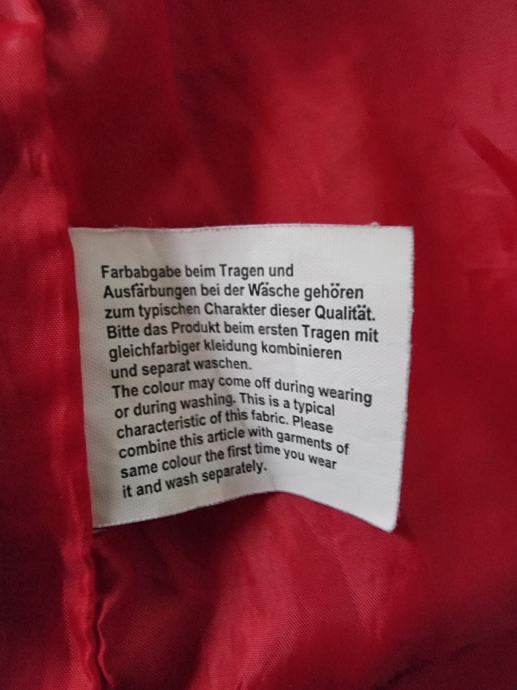 Farbabgabe beim Tragen und
Ausfärbungen bei der Wäsche gehören
zum typischen Charakter dieser Qualität.
Bitte das Produkt beim ersten Tragen mit
gleichfarbiger kleidung kombinieren
und separat waschen.
The colour may come off during wearing
or during washing. This is a typical
characteristic of this fabric. Please
combine this article with garments of
same colour the first time you wear
it and wash separately.